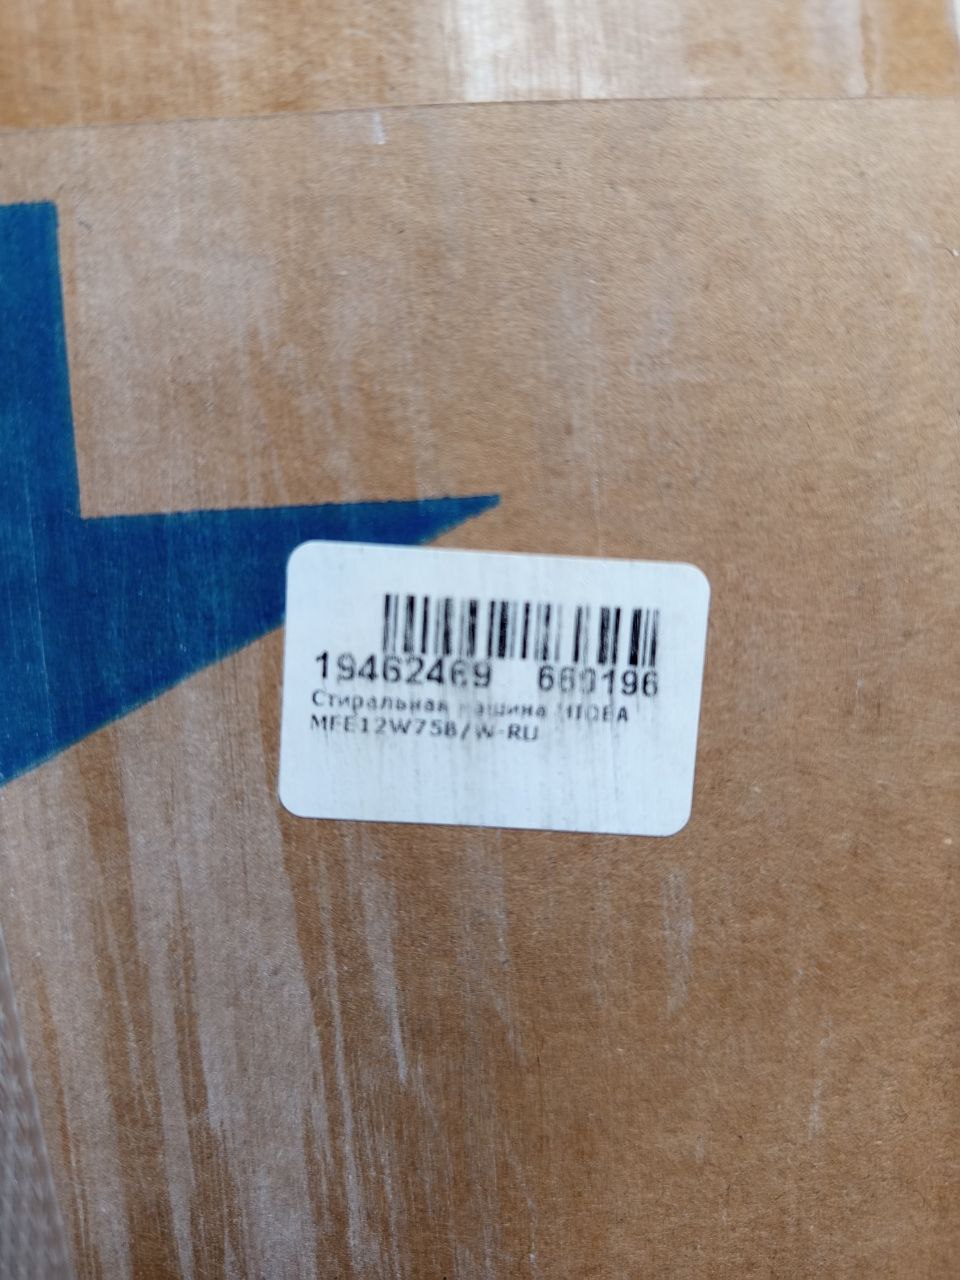 19462469 660196
Стиральная машина MIDEA
MFE12W75B/W-RU